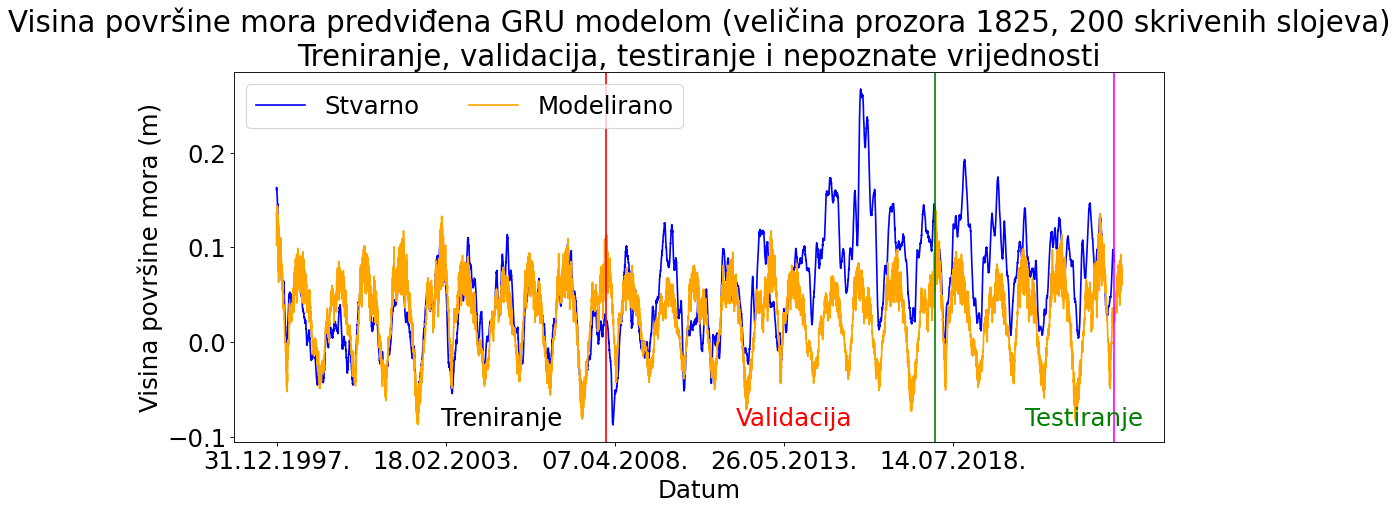 Visina površine mora predviđena GRU modelom (veličina prozora 1825, 200 skrivenih slojeva)
Treniranje, validacija, testiranje i nepoznate vrijednosti
Stvarno Modelirano
Visina površine mora (m)
0.2
0.1
0.0
−0.1
Treniranje Validacija Testiranje
31.12.1997. 18.02.2003. 07.04.2008. 26.05.2013. 14.07.2018.
Datum